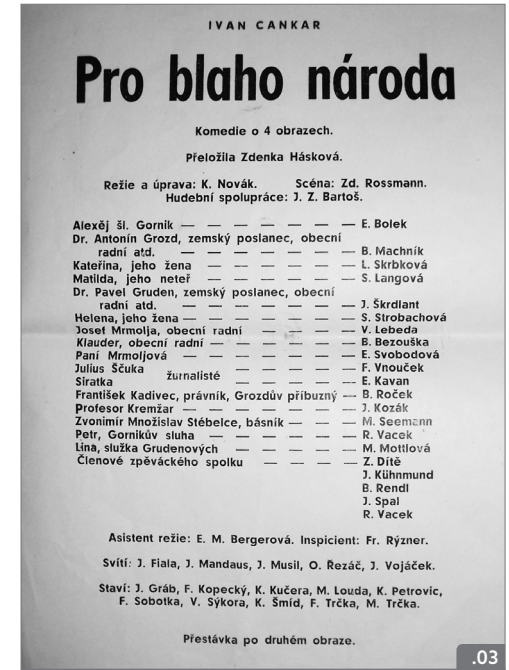 IVAN CANKAR
Pro blaho národa
Komedie o 4 obrazech.
Přeložila Zdenka Hásková.
Režie a úprava: K. Novák. Scéna: Zd. Rossmann.
Hudební spolupráce: J. Z. Bartoš.
Alexěj šl. Gornik — — — — — — — E. Bolek
Dr. Antonín Grozd, zemský poslanec, obecní
radní atd. — — — — — — — B. Machník
Kateřina, jeho žena — — — — — — L. Skrbková
Matilda, jeho neteř — — — — — — S. Langová
Dr. Pavel Gruden, zemský poslanec, obecní
radní atd. — — — — — — — J. Škrdlant
Helena, jeho žena — — — — — — — S. Strobachová
Josef Mrmolja, obecní radní — — — — V. Lebeda
Klauder, obecní radní — — — — — — B. Bezouška
Paní Mrmoljová — — — — — — E. Svobodová
Julius Ščuka — — — — — F. Vnouček
žurnalisté
Siratka — — — — — E. Kavan
František Kadivec, právník, Grozdův příbuzný — B. Roček
Profesor Kremžar — — — — — — — J. Kozák
Zvonimír Množislav Stébelce, básník — — — M. Seemann
Petr, Gornikův sluha — — — — — — R. Vacek
Lina, služka Grudenových — — — — — M. Mottlová
Členové zpěváckého spolku — — — — Z. Dítě
J. Kühnmund
B. Rendl
J. Spal
R. Vacek
Asistent režie: E. M. Bergerová. Inspicient: Fr. Rýzner.
Svítí: J. Fiala, J. Mandaus, J. Musil, O. Řezáč, J. Vojáček.
Staví: J. Gráb, F. Kopecký, K. Kučera, M. Louda, K. Petrovic,
F. Sobotka, V. Sýkora, K. Šmíd, F. Trčka, M. Trčka.
Přestávka po druhém obraze.
.03